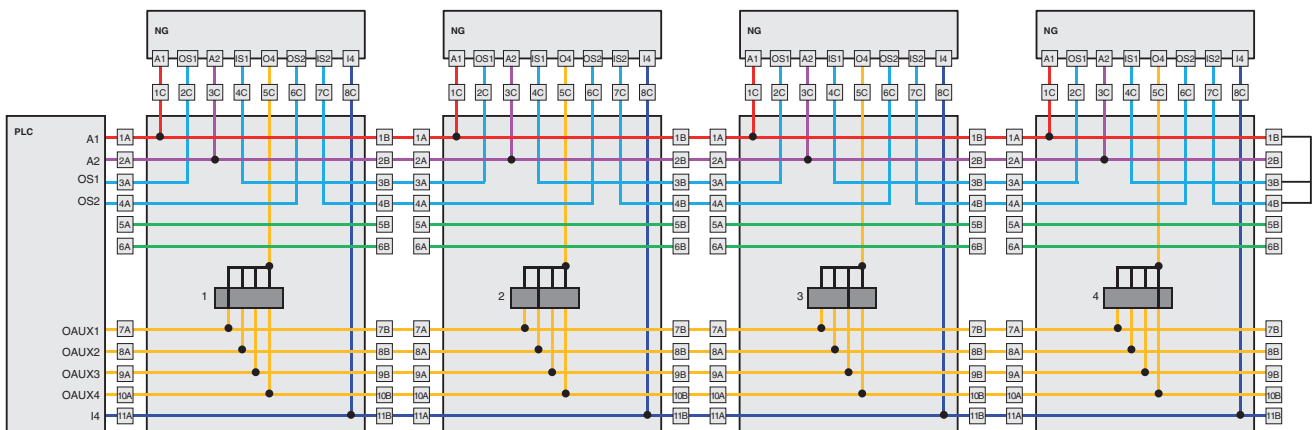 NG NG NG NG
A1 OS1 A2 IS1 O4 OS2 IS2 I4 A1 OS1 A2 IS1 O4 OS2 IS2 I4 A1 OS1 A2 IS1 O4 OS2 IS2 I4 A1 OS1 A2 IS1 O4 OS2 IS2 I4
1C 2C 3C 4C 5C 6C 7C 8C 1C 2C 3C 4C 5C 6C 7C 8C 1C 2C 3C 4C 5C 6C 7C 8C 1C 2C 3C 4C 5C 6C 7C 8C
PLC
A1 1A 1B 1A 1B 1A 1B 1A 1B
A2 2A 2B 2A 2B 2A 2B 2A 2B
OS1 3A 3B 3A 3B 3A 3B 3A 3B
OS2 4A 4B 4A 4B 4A 4B 4A 4B
5A 5B 5A 5B 5A 5B 5A 5B
6A 6B 6A 6B 6A 6B 6A 6B
1 2 3 4
OAUX1 7A 7B 7A 7B 7A 7B 7A 7B
OAUX2 8A 8B 8A 8B 8A 8B 8A 8B
OAUX3 9A 9B 9A 9B 9A 9B 9A 9B
OAUX4 10A 10B 10A 10B 10A 10B 10A 10B
I4 11A 11B 11A 11B 11A 11B 11A 11B